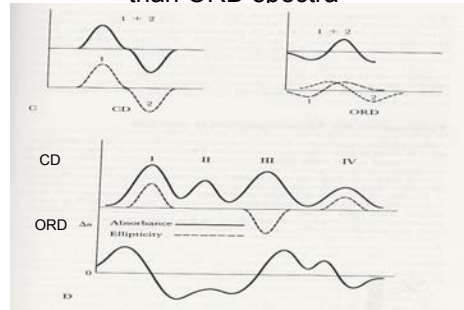 than ORD spectra
1 + 2
1 + 2
1
2
1
2
C
CD
ORD
CD
I
II
III
IV
ORD
Δn
Absorbance
Ellipticity
0
D